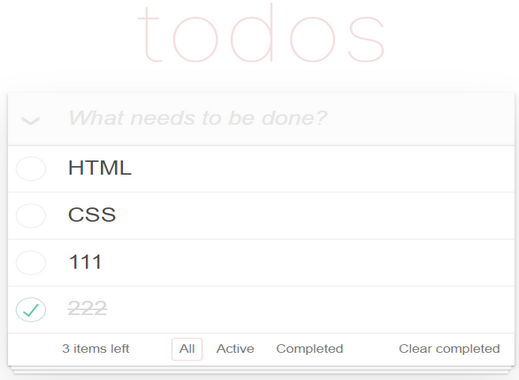 todos
What needs to be done?
HTML
CSS
111
222
3 items left All Active Completed Clear completed